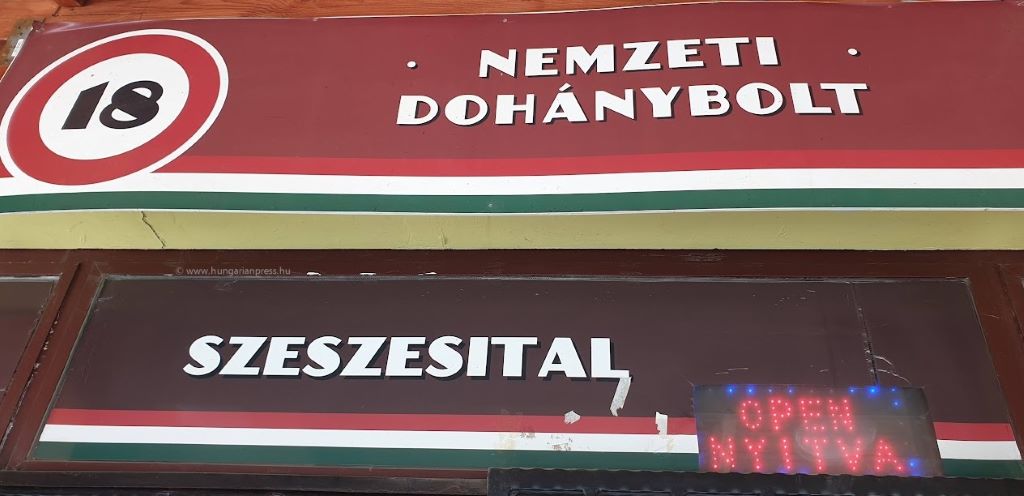 18
· NEMZETI ·
DOHÁNYBOLT
© www.hungarianpress.hu
SZESZESITAL
OPEN
NYITVA